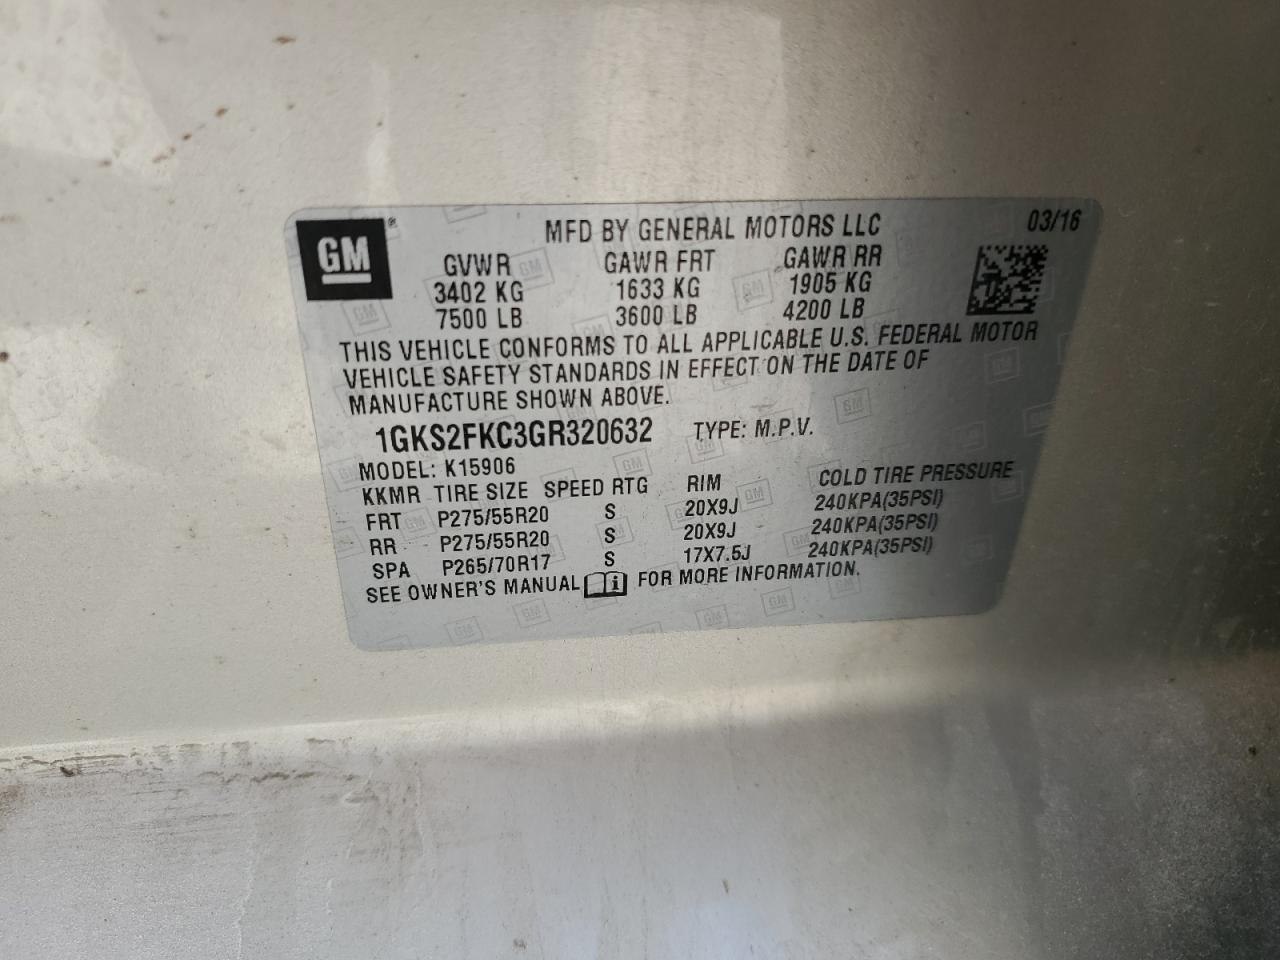 GM ®
MFD BY GENERAL MOTORS LLC 03/16
GVWR GAWR FRT GAWR RR
3402 KG 1633 KG 1905 KG
7500 LB 3600 LB 4200 LB
THIS VEHICLE CONFORMS TO ALL APPLICABLE U.S. FEDERAL MOTOR
VEHICLE SAFETY STANDARDS IN EFFECT ON THE DATE OF
MANUFACTURE SHOWN ABOVE.
1GKS2FKC3GR320632 TYPE: M.P.V.
MODEL: K15906
KKMR TIRE SIZE SPEED RTG RIM COLD TIRE PRESSURE
FRT P275/55R20 S 20X9J 240KPA(35PSI)
RR P275/55R20 S 20X9J 240KPA(35PSI)
SPA P265/70R17 S 17X7.5J 240KPA(35PSI)
SEE OWNER'S MANUAL FOR MORE INFORMATION.